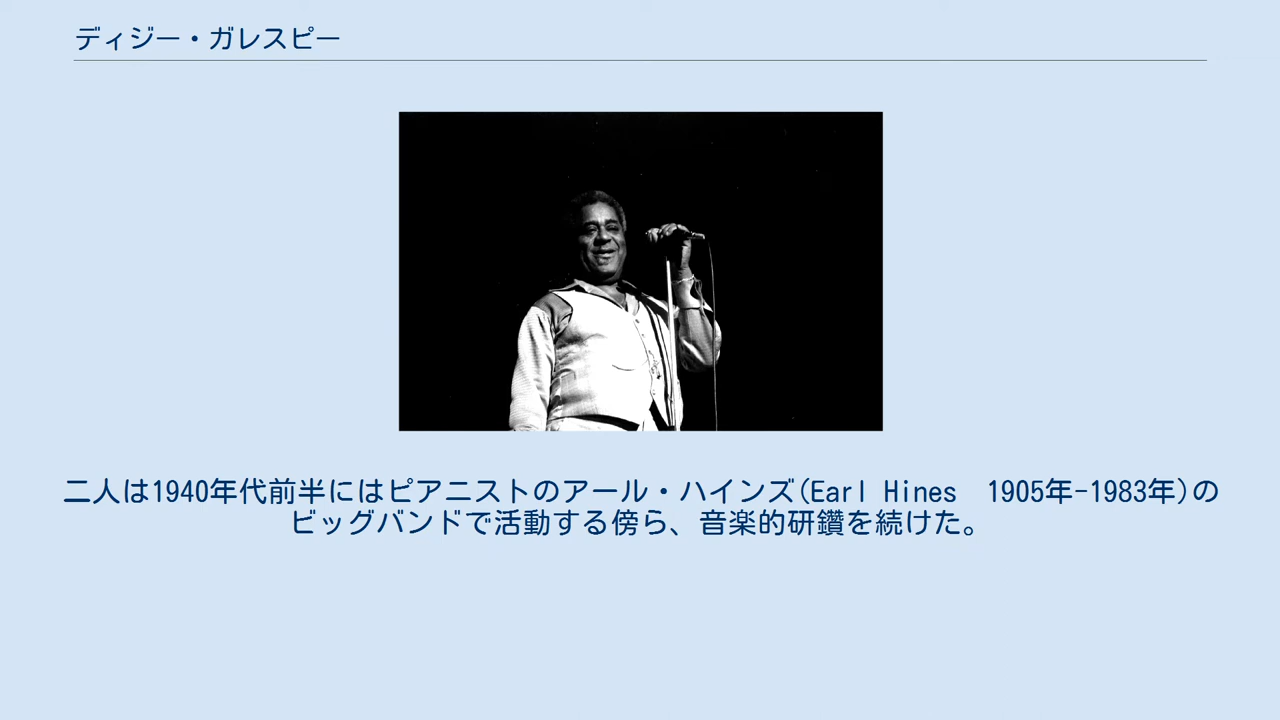 ディジー・ガレスピー
二人は1940年代前半にはピアニストのアール・ハインズ(Earl Hines　1905年-1983年)の
ビッグバンドで活動する傍ら、音楽的研鑽を続けた。